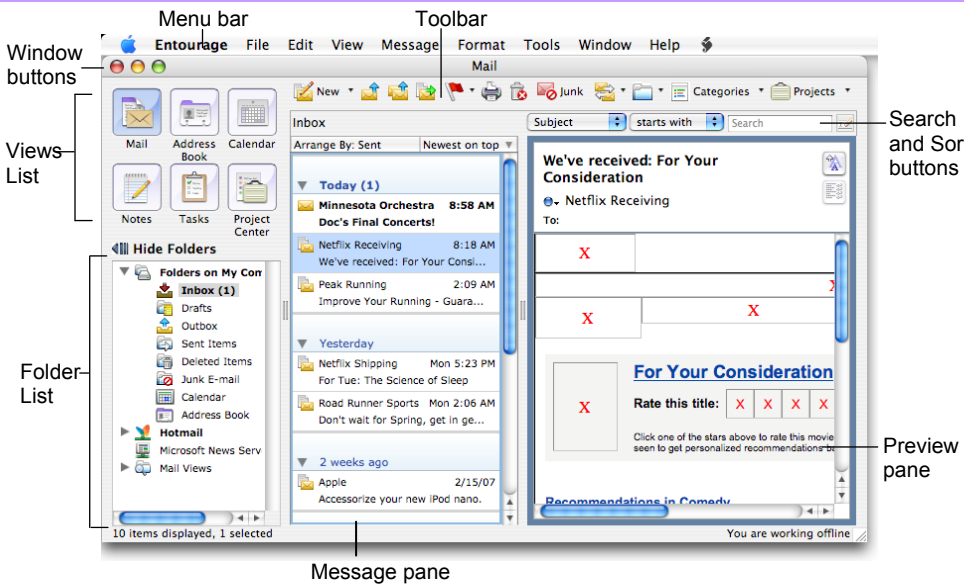 Menu bar
Toolbar
Entourage File Edit View Message Format Tools Window Help
Window
buttons
Mail
New Junk Categories Projects
Inbox
Subject starts with Search
Search
and Sor
buttons
Views
List
Mail Address
Book Calendar
Notes Tasks Project
Center
Arrange By: Sent Newest on top
Today (1)
Minnesota Orchestra 8:58 AM
Doc's Final Concerts!
Netflix Receiving 8:18 AM
We've received: For Your Consi...
Peak Running 2:09 AM
Improve Your Running - Guara...
Yesterday
Netflix Shipping Mon 5:23 PM
For Tue: The Science of Sleep
Road Runner Sports Mon 2:06 AM
Don't wait for Spring, get in ge...
2 weeks ago
Apple 2/15/07
Accessorize your new iPod nano.
We've received: For Your
Consideration
Netflix Receiving
To:
X
X
X X
For Your Consideration
X
Rate this title: X X X X
Click one of the stars above to rate this movie
seen to get personalized recommendations ba
Recommendations in Comedy
Preview
pane
Hide Folders
Folder
List
Folders on My Com
Inbox (1)
Drafts
Outbox
Sent Items
Deleted Items
Junk E-mail
Calendar
Address Book
Hotmail
Microsoft News Serv
Mail Views
10 items displayed, 1 selected
You are working offline
Message pane